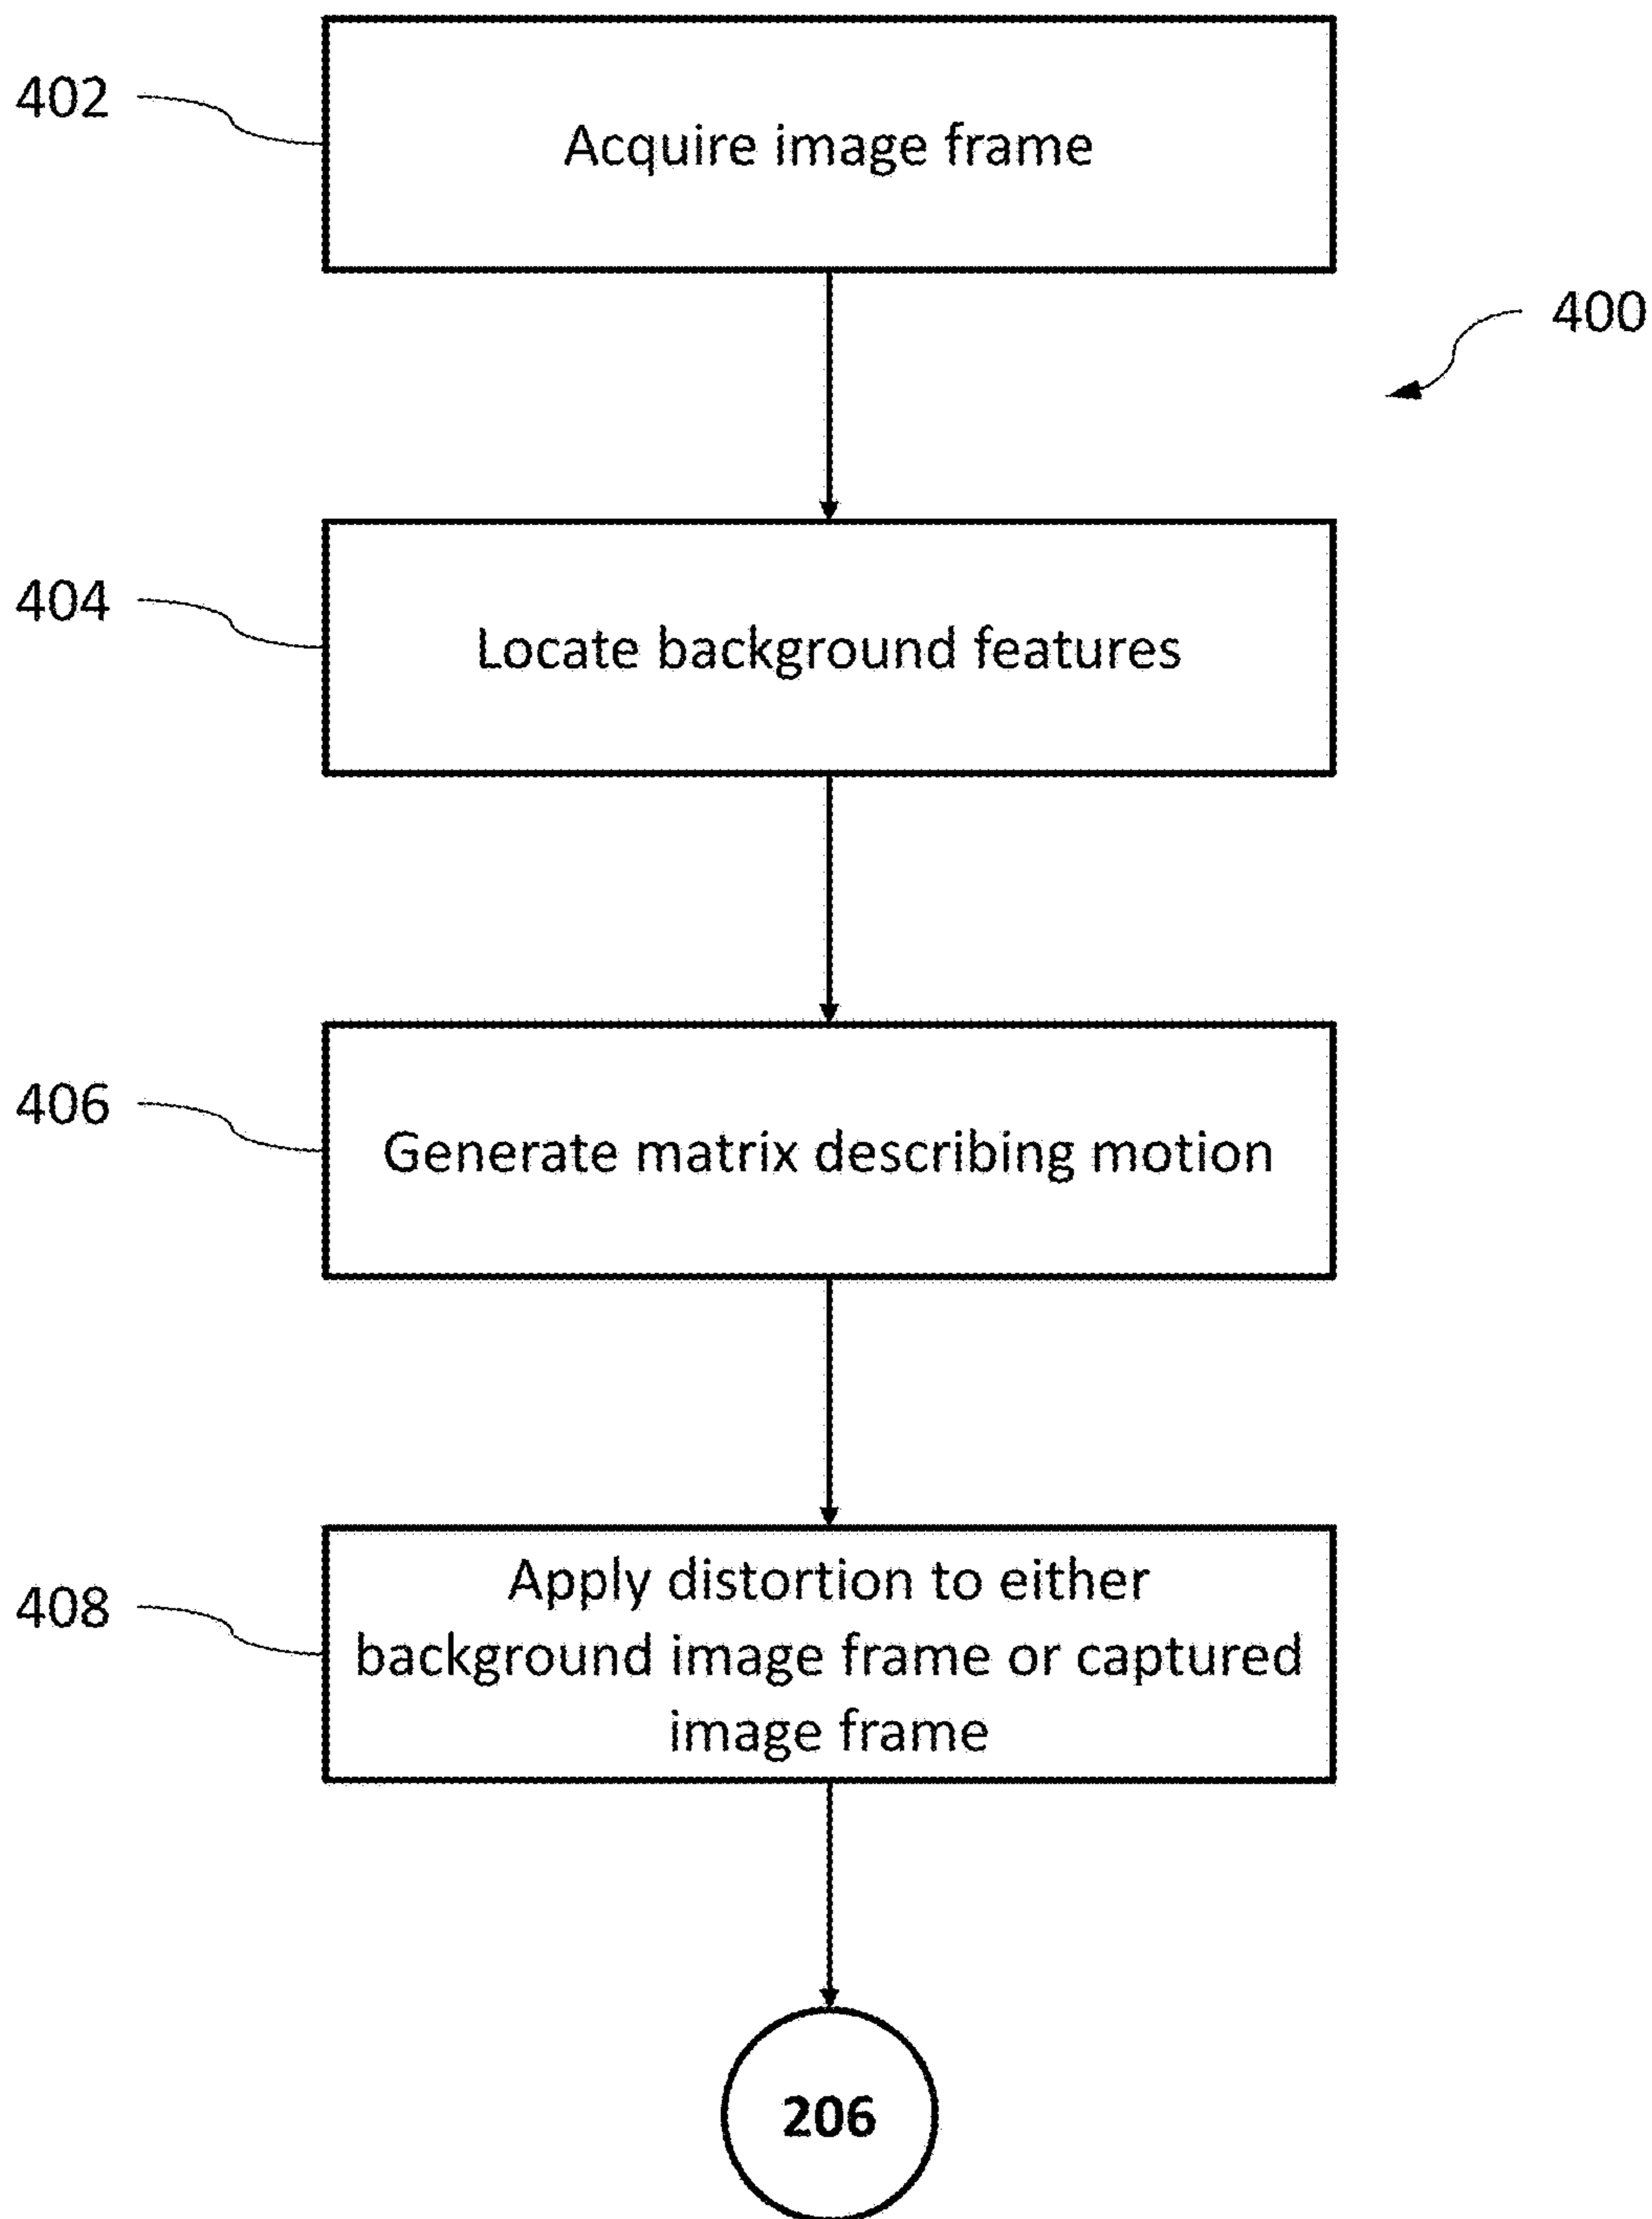 402
Acquire image frame
400
404
Locate background features
406
Generate matrix describing motion
408
Apply distortion to either
background image frame or captured
image frame
206